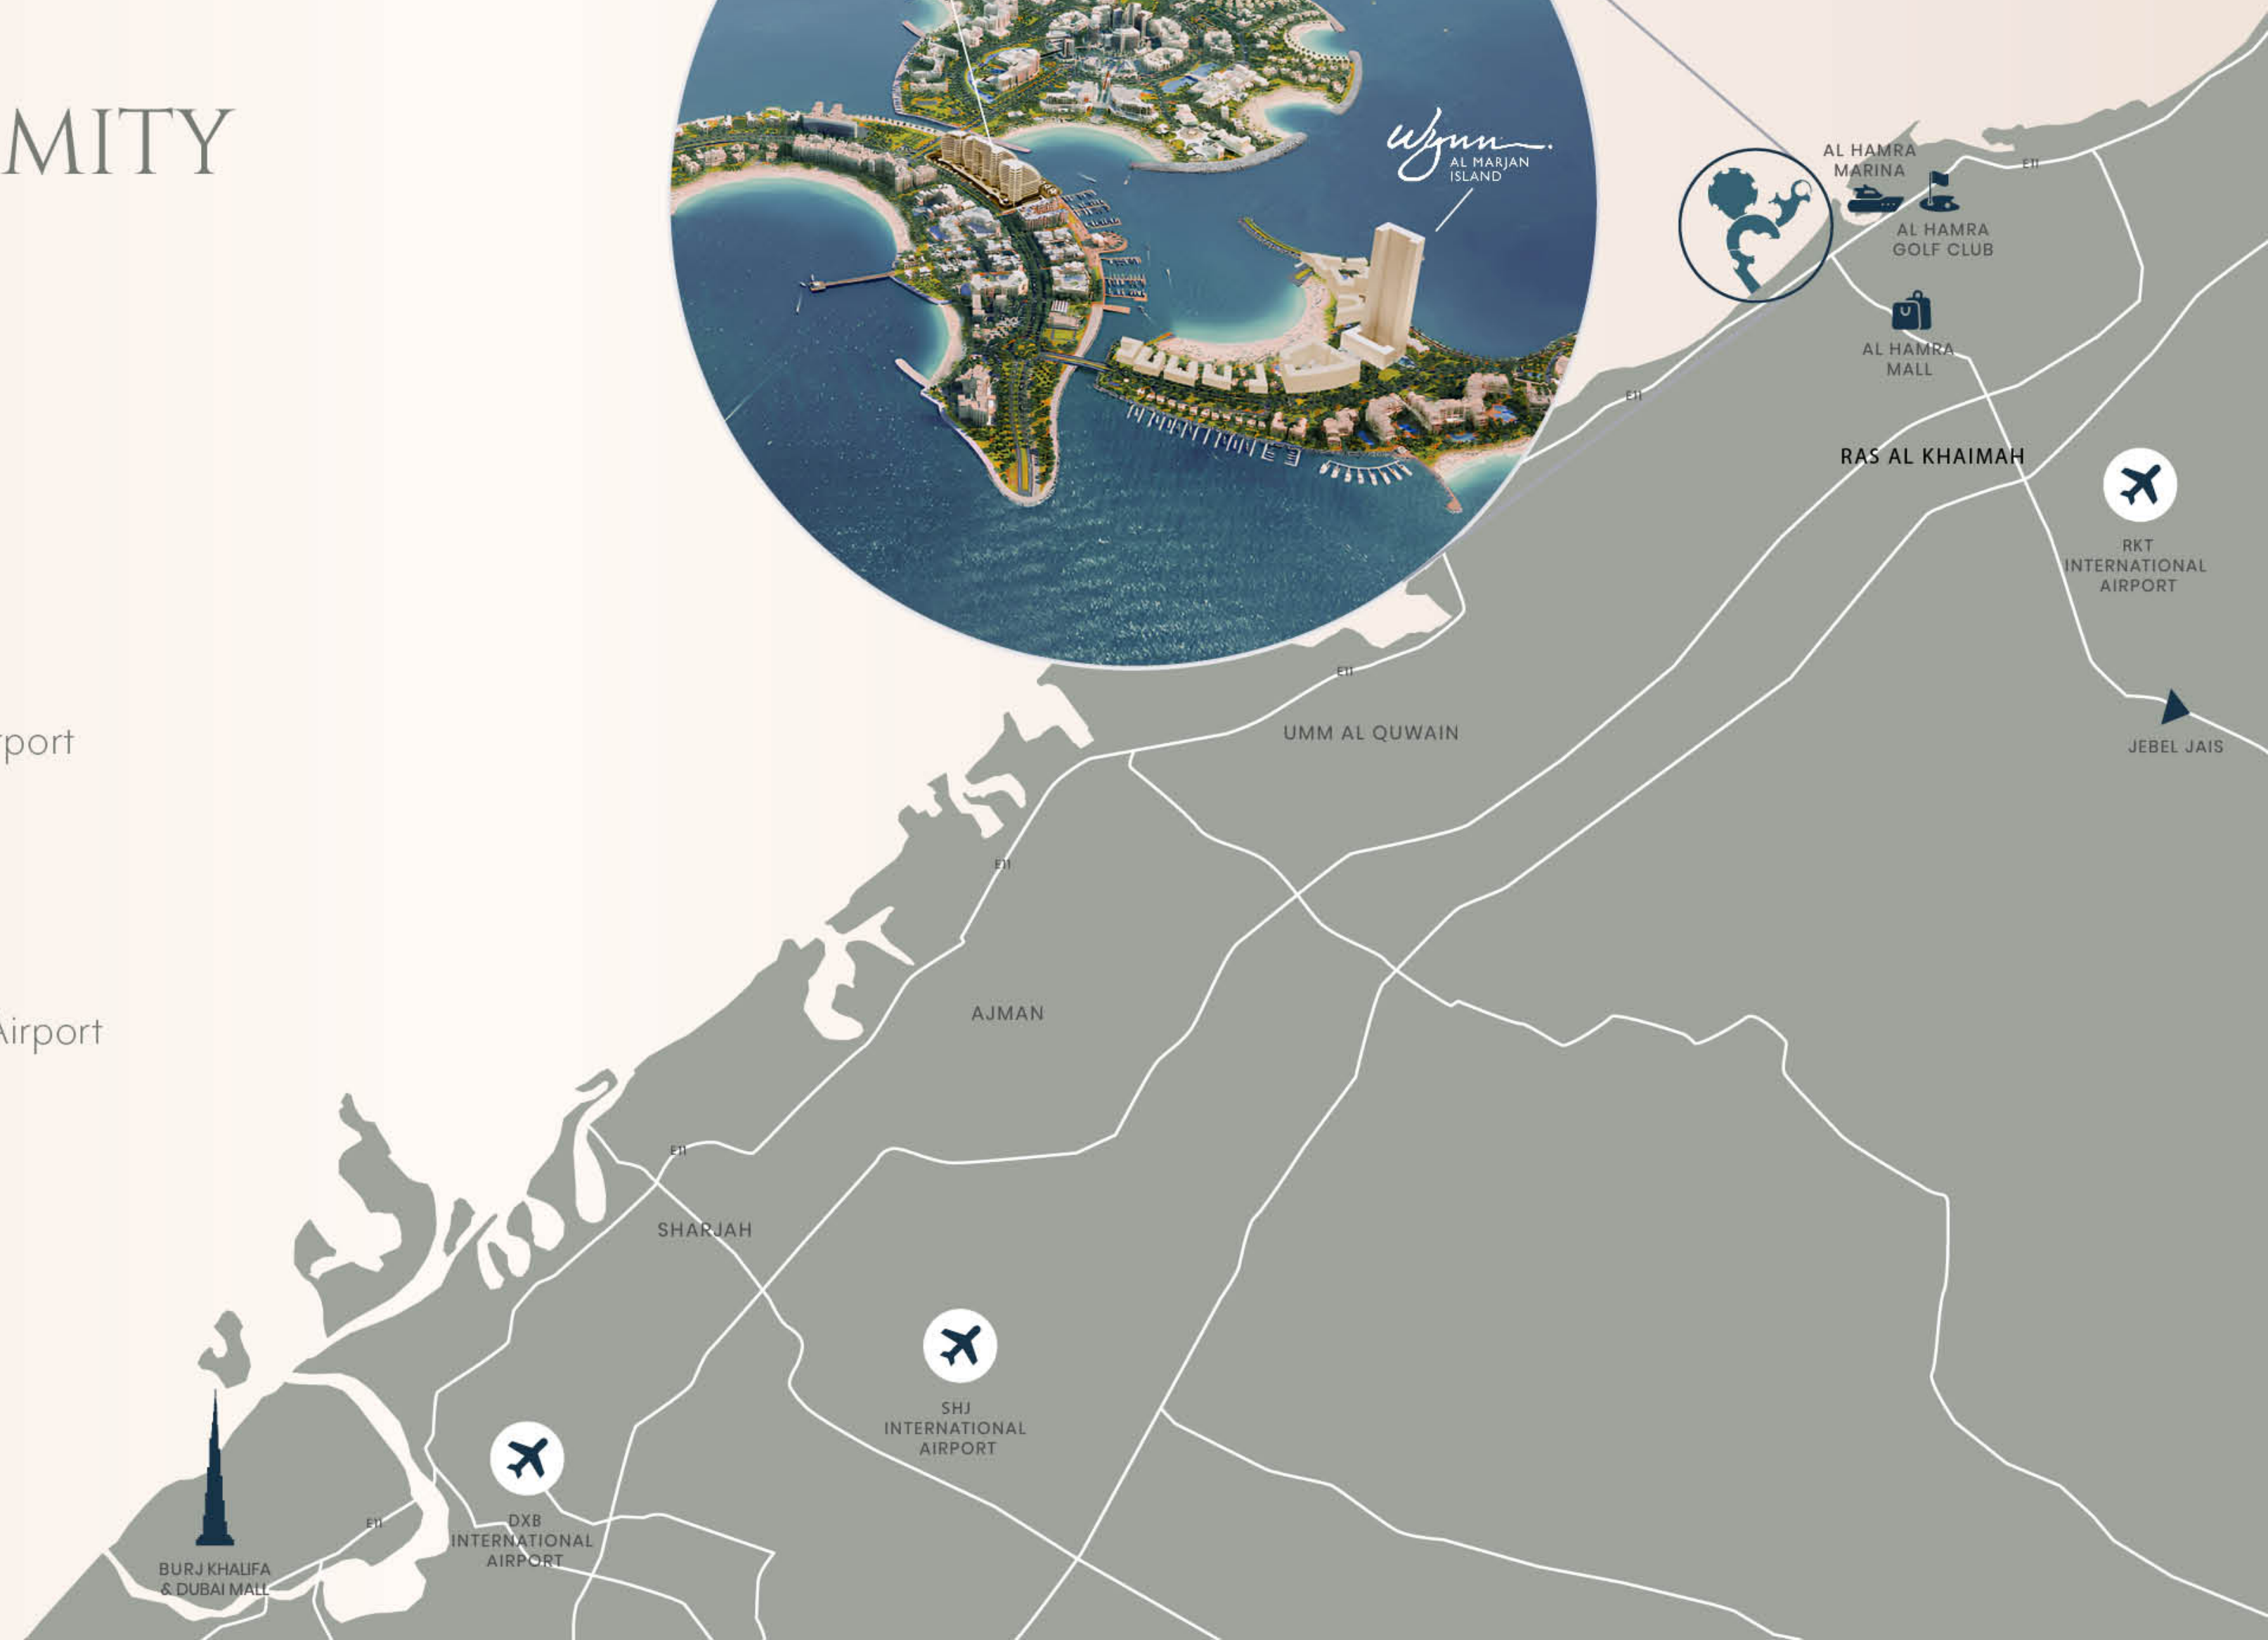 MITY
Wynn
AL MARJAN
ISLAND
AL HAMRA
MARINA
E11
AL HAMRA
GOLF CLUB
AL HAMRA
MALL
E11
RAS AL KHAIMAH
RKT
INTERNATIONAL
AIRPORT
E11
UMM AL QUWAIN
JEBEL JAIS
rport
E11
AJMAN
Airport
E11
SHARJAH
SHJ
INTERNATIONAL
AIRPORT
E11
DXB
INTERNATIONAL
AIRPORT
BURJ KHALIFA
& DUBAI MALL